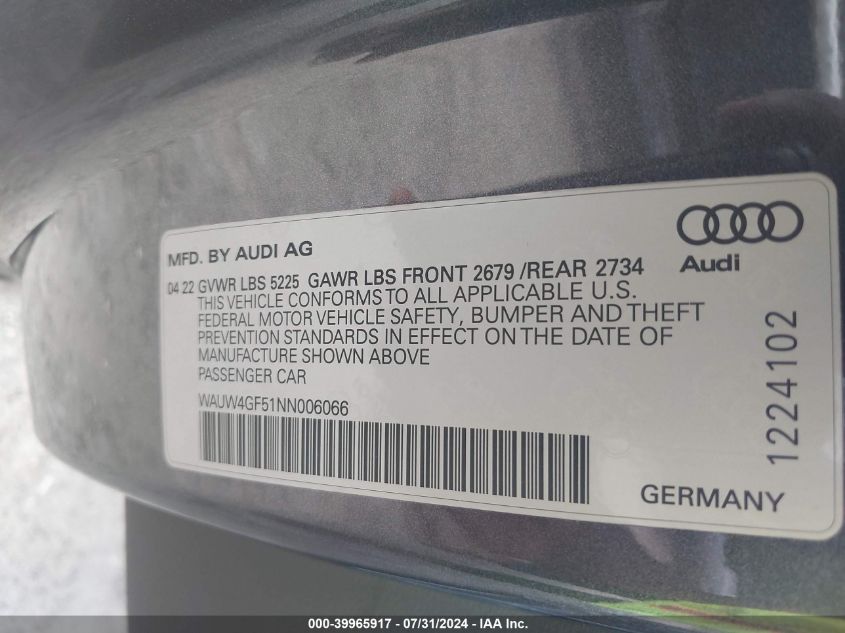 MFD. BY AUDI AG
04 22 GVWR LBS 5225 GAWR LBS FRONT 2679 /REAR 2734
THIS VEHICLE CONFORMS TO ALL APPLICABLE U.S.
FEDERAL MOTOR VEHICLE SAFETY, BUMPER AND THEFT
PREVENTION STANDARDS IN EFFECT ON THE DATE OF
MANUFACTURE SHOWN ABOVE
PASSENGER CAR
WAUW4GF51NN006066
Audi
1224102
GERMANY
000-39965917 - 07/31/2024 - IAA Inc.